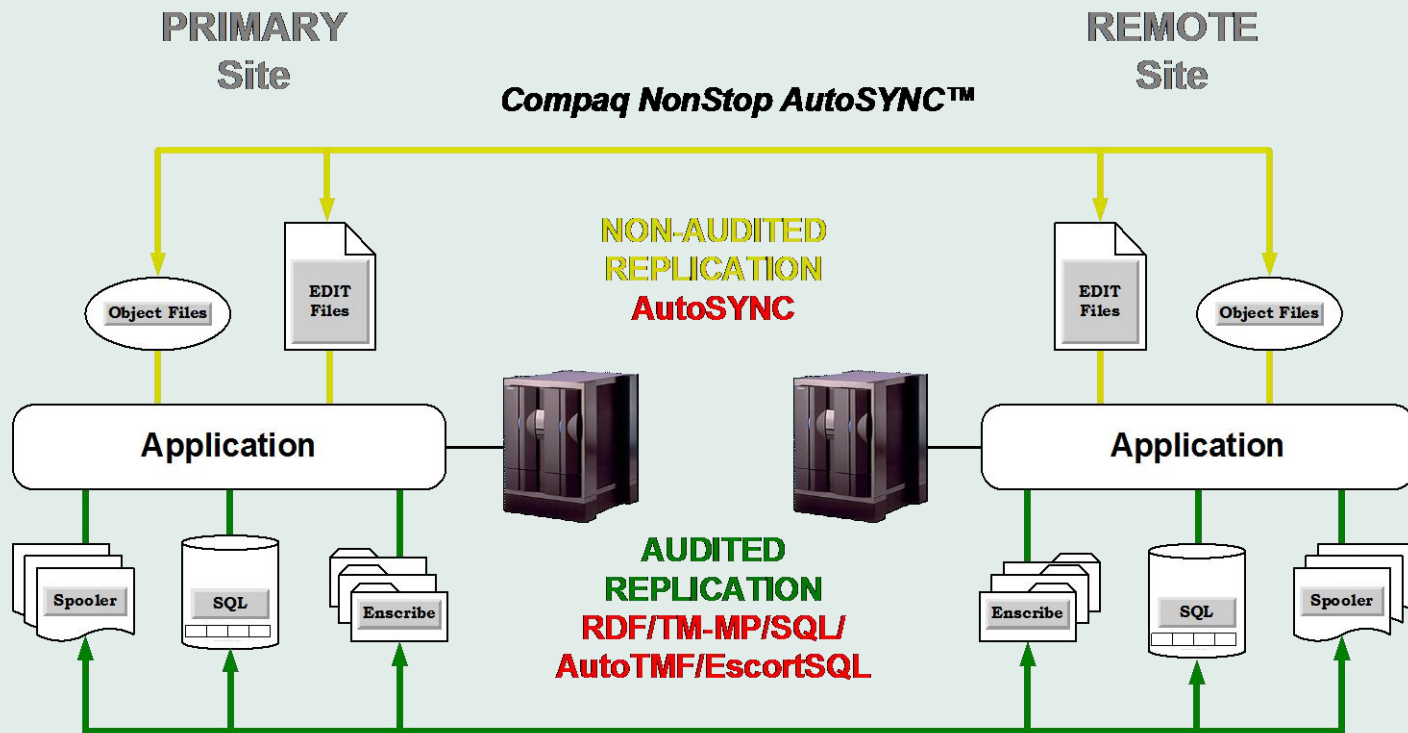 PRIMARY
Site
REMOTE
Site
Compaq NonStop AutoSYNC™
NON-AUDITED
REPLICATION
AutoSYNC
Object Files
EDIT
Files
EDIT
Files
Object Files
Application
Application
AUDITED
REPLICATION
RDF/TM-MP/SQL/
AutoTMF/EscortSQL
Spooler
SQL
Enscribe
Enscribe
SQL
Spooler